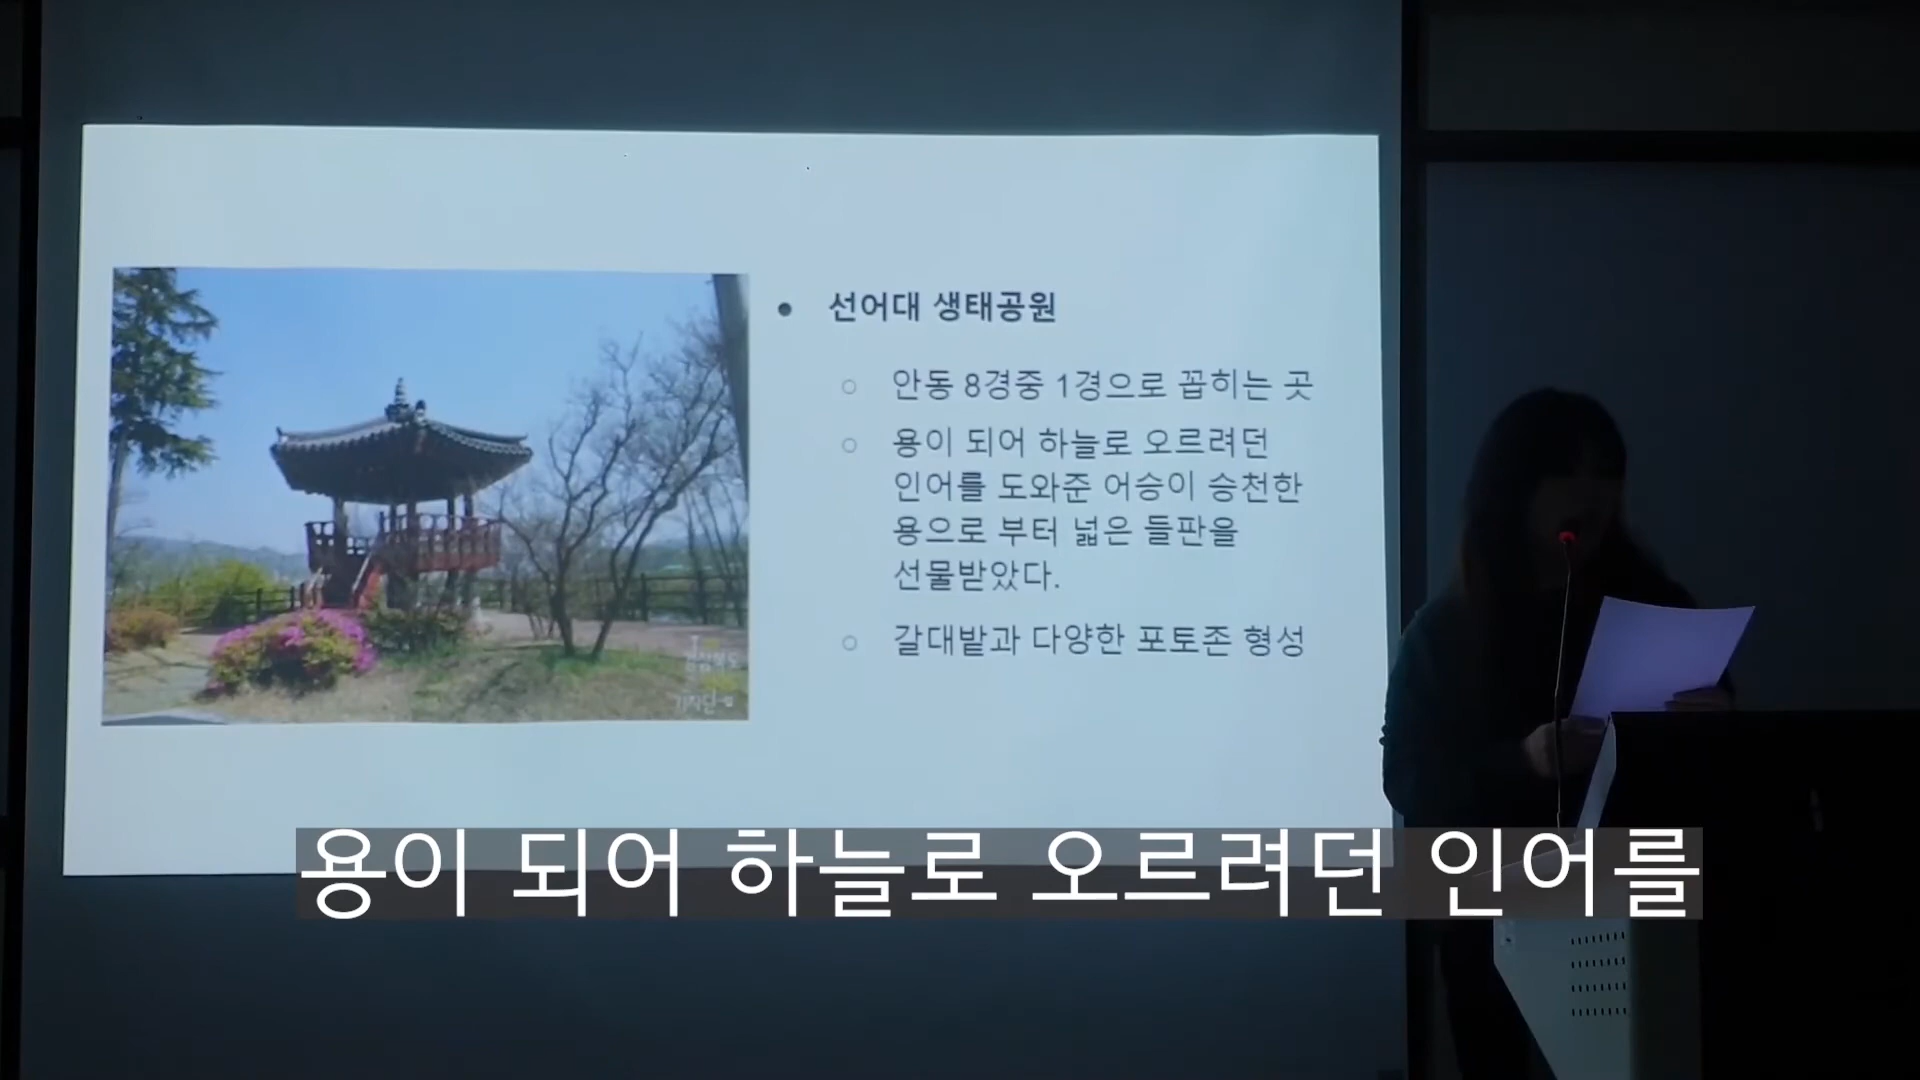 선어대 생태공원
안동 8경중 1경으로 꼽히는 곳
용이 되어 하늘로 오르려던
인어를 도와준 어승이 승천한
용으로 부터 넓은 들판을
선물받았다.
갈대밭과 다양한 포토존 형성
기자단
용이 되어 하늘로 오르려던 인어를